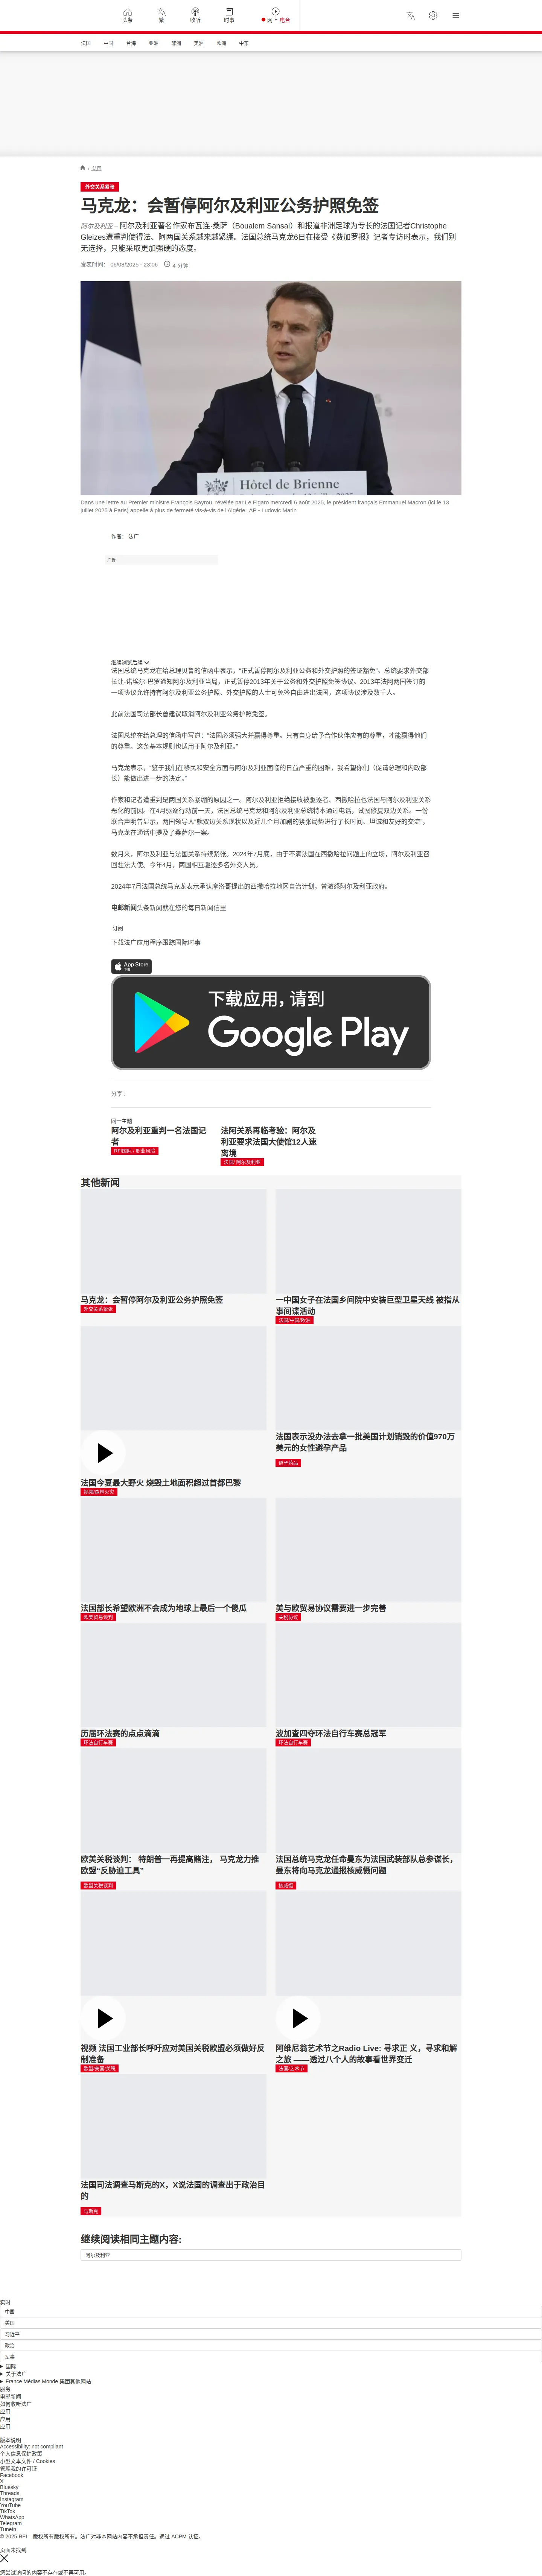 头条
繁
收听
时事
网上 电台
法国
中国
台海
亚洲
非洲
美洲
欧洲
中东
/ 法国
外交关系紧张
马克龙：会暂停阿尔及利亚公务护照免签
阿尔及利亚 – 阿尔及利亚著名作家布瓦连·桑萨（Boualem Sansal）和报道非洲足球为专长的法国记者Christophe
Gleizes遭重判使得法、阿两国关系越来越紧绷。法国总统马克龙6日在接受《费加罗报》记者专访时表示，我们别
无选择，只能采取更加强硬的态度。
发表时间： 06/08/2025 - 23:06
4 分钟
Hôtel de Brienne
Dans une lettre au Premier ministre François Bayrou, révélée par Le Figaro mercredi 6 août 2025, le président français Emmanuel Macron (ici le 13
juillet 2025 à Paris) appelle à plus de fermeté vis-à-vis de l'Algérie. AP - Ludovic Marin
作者： 法广
广告
继续浏览后续
法国总统马克龙在给总理贝鲁的信函中表示，“正式暂停阿尔及利亚公务和外交护照的签证豁免”。总统要求外交部
长让-诺埃尔·巴罗通知阿尔及利亚当局，正式暂停2013年关于公务和外交护照免签协议。2013年法阿两国签订的
一项协议允许持有阿尔及利亚公务护照、外交护照的人士可免签自由进出法国，这项协议涉及数千人。
此前法国司法部长曾建议取消阿尔及利亚公务护照免签。
法国总统在给总理的信函中写道：“法国必须强大并赢得尊重。只有自身给予合作伙伴应有的尊重，才能赢得他们
的尊重。这条基本规则也适用于阿尔及利亚。”
马克龙表示，“鉴于我们在移民和安全方面与阿尔及利亚面临的日益严重的困难，我希望你们（促请总理和内政部
长）能做出进一步的决定。”
作家和记者遭重判是两国关系紧绷的原因之一。阿尔及利亚拒绝接收被驱逐者、西撒哈拉也法国与阿尔及利亚关系
恶化的前因。在4月驱逐行动前一天，法国总统马克龙和阿尔及利亚总统特本通过电话，试图修复双边关系。一份
联合声明曾显示，两国领导人“就双边关系现状以及近几个月加剧的紧张局势进行了长时间、坦诚和友好的交流”，
马克龙在通话中提及了桑萨尔一案。
数月来，阿尔及利亚与法国关系持续紧张。2024年7月底，由于不满法国在西撒哈拉问题上的立场，阿尔及利亚召
回驻法大使。今年4月，两国相互驱逐多名外交人员。
2024年7月法国总统马克龙表示承认摩洛哥提出的西撒哈拉地区自治计划，曾激怒阿尔及利亚政府。
电邮新闻头条新闻就在您的每日新闻信里
订阅
下载法广应用程序跟踪国际时事
App Store
下载
下载应用，请到
Google Play
分享 :
同一主题
阿尔及利亚重判一名法国记
者
RFI国际 / 职业风险
法阿关系再临考验：阿尔及
利亚要求法国大使馆12人速
离境
法国/ 阿尔及利亚
其他新闻
马克龙：会暂停阿尔及利亚公务护照免签
外交关系紧张
一中国女子在法国乡间院中安装巨型卫星天线 被指从
事间谍活动
法国/中国/欧洲
法国今夏最大野火 烧毁土地面积超过首都巴黎
视频/森林火灾
法国表示没办法去拿一批美国计划销毁的价值970万
美元的女性避孕产品
避孕药品
法国部长希望欧洲不会成为地球上最后一个傻瓜
欧美贸易谈判
美与欧贸易协议需要进一步完善
关税协议
历届环法赛的点点滴滴
环法自行车赛
波加查四夺环法自行车赛总冠军
环法自行车赛
欧美关税谈判： 特朗普一再提高赌注， 马克龙力推
欧盟“反胁迫工具”
欧盟关税谈判
法国总统马克龙任命曼东为法国武装部队总参谋长，
曼东将向马克龙通报核威慑问题
核威慑
视频 法国工业部长呼吁应对美国关税欧盟必须做好反
制准备
欧盟/美国/关税
阿维尼翁艺术节之Radio Live: 寻求正 义，寻求和解
之旅 ——透过八个人的故事看世界变迁
法国/艺术节
法国司法调查马斯克的X，X说法国的调查出于政治目
的
马斯克
继续阅读相同主题内容:
阿尔及利亚
实时
中国
美国
习近平
政治
军事
国际
关于法广
France Médias Monde 集团其他网站
服务
电邮新闻
如何收听法广
应用
应用
应用
版本说明
Accessibility: not compliant
个人信息保护政策
小型文本文件 / Cookies
管理我的许可证
Facebook
X
Bluesky
Threads
Instagram
YouTube
TikTok
WhatsApp
Telegram
TuneIn
© 2025 RFI – 版权所有版权所有。法广对非本网站内容不承担责任。通过 ACPM 认证。
页面未找到
您尝试访问的内容不存在或不再可用。